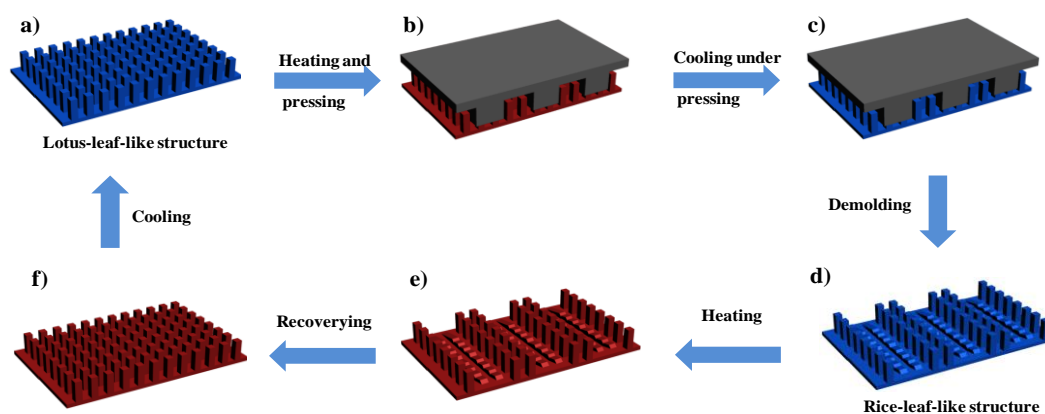 a)
b)
c)
Heating and
pressing
Cooling under
pressing
Lotus-leaf-like structure
Cooling
Demolding
f)
e)
d)
Recoverying
Heating
Rice-leaf-like structure